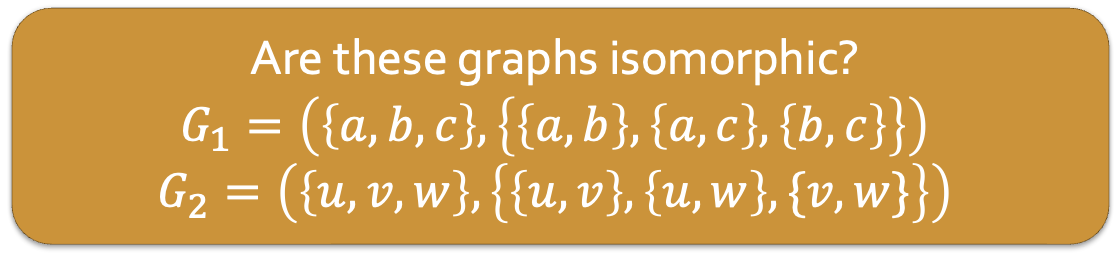 Are these graphs isomorphic?
G₁ = ({a, b, c}, {{a, b}, {a, c}, {b, c}})
G₂ = ({u, v, w}, {{u, v}, {u, w}, {v, w}})